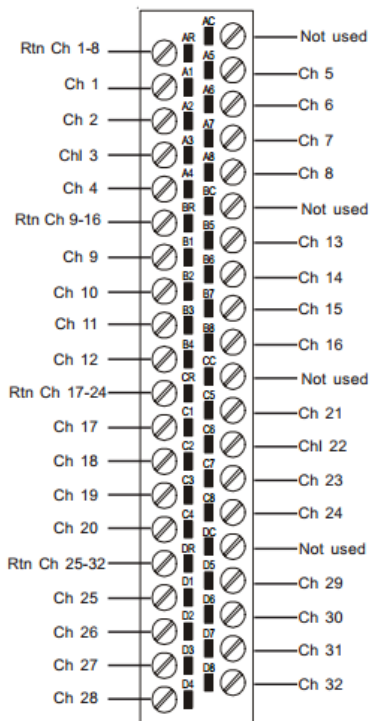 AC Not used
Rtn Ch 1-8 AR
A5 Ch 5
Ch 1 A1
A6 Ch 6
Ch 2 A2
A7 Ch 7
Chl 3 A3
A8 Ch 8
Ch 4 A4
BC Not used
Rtn Ch 9-16 BR
B5 Ch 13
Ch 9 B1
B6 Ch 14
Ch 10 B2
B7 Ch 15
Ch 11 B3
B8 Ch 16
Ch 12 B4
CC Not used
Rtn Ch 17-24 CR
C5 Ch 21
Ch 17 C1
C6 Chl 22
Ch 18 C2
C7 Ch 23
Ch 19 C3
C8 Ch 24
Ch 20 C4
DC Not used
Rtn Ch 25-32 DR
D5 Ch 29
Ch 25 D1
D6 Ch 30
Ch 26 D2
D7 Ch 31
Ch 27 D3
D8 Ch 32
Ch 28 D4